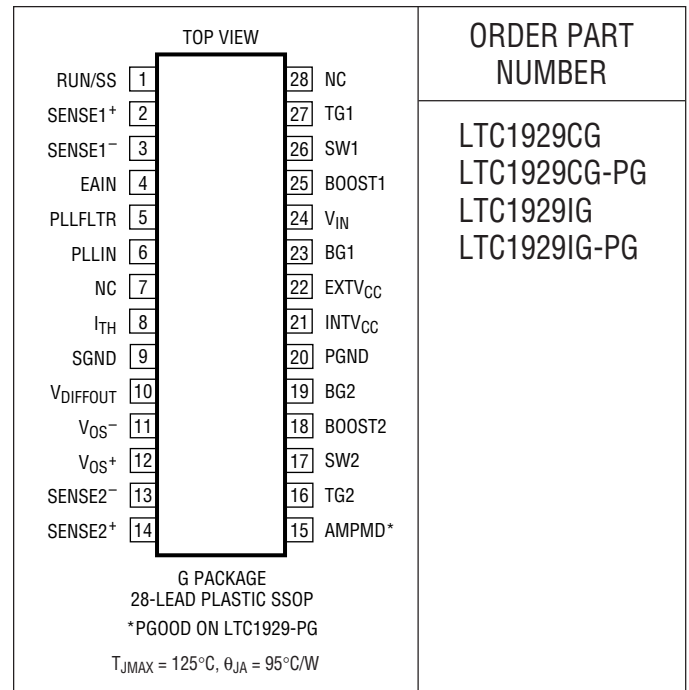 TOP VIEW
RUN/SS 1
SENSE1+ 2
SENSE1– 3
EAIN 4
PLLFLTR 5
PLLIN 6
NC 7
ITH 8
SGND 9
VDIFFOUT 10
VOS– 11
VOS+ 12
SENSE2– 13
SENSE2+ 14
28 NC
27 TG1
26 SW1
25 BOOST1
24 VIN
23 BG1
22 EXTVCC
21 INTVCC
20 PGND
19 BG2
18 BOOST2
17 SW2
16 TG2
15 AMPMD*
G PACKAGE
28-LEAD PLASTIC SSOP
*PGOOD ON LTC1929-PG
TJMAX = 125°C, θJA = 95°C/W
ORDER PART
NUMBER
LTC1929CG
LTC1929CG-PG
LTC1929IG
LTC1929IG-PG